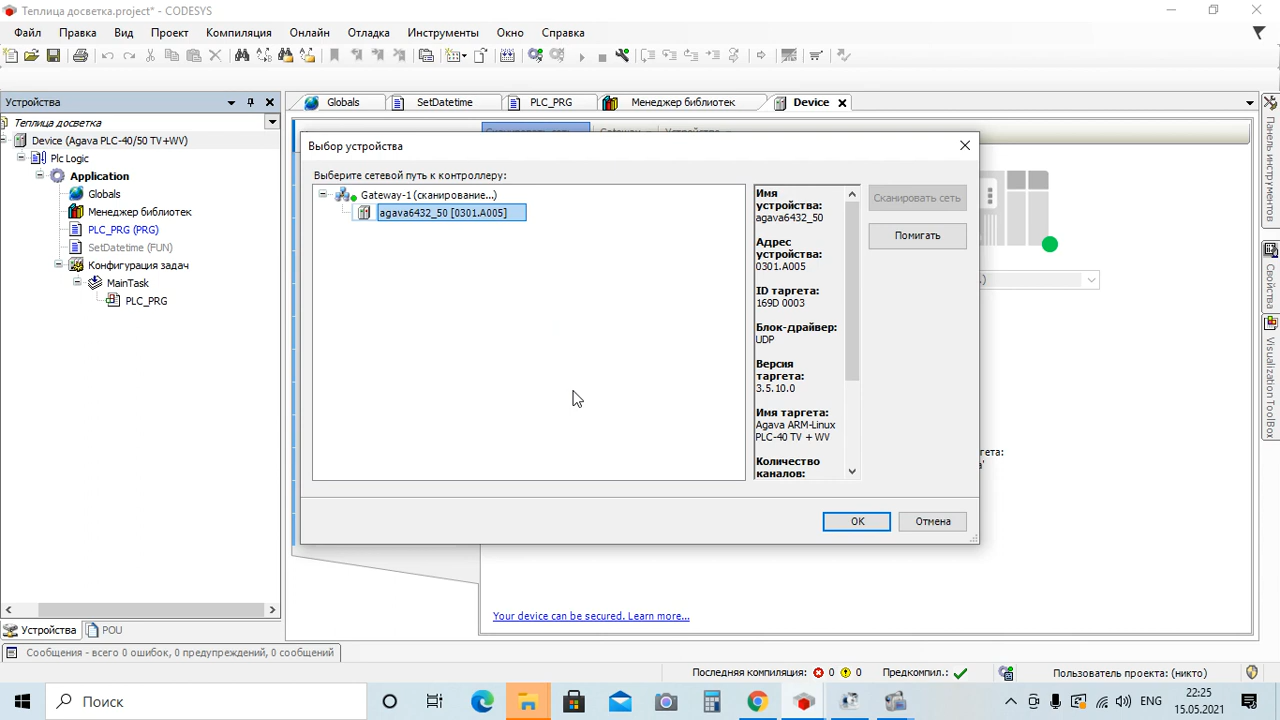 Теплица досветка.project* - CODESYS
Файл Правка Вид Проект Компиляция Онлайн Отладка Инструменты Окно Справка
Устройства
Globals SetDatetime PLC_PRG Менеджер библиотек Device
Теплица досветка
Device (Agava PLC-40/50 TV+WV)
Plc Logic
Application
Globals
Менеджер библиотек
PLC_PRG (PRG)
SetDatetime (FUN)
Конфигурация задач
MainTask
PLC_PRG
Выбор устройства
Выберите сетевой путь к контроллеру:
Gateway-1 (сканирование...)
agava6432_50 [0301.A005]
Имя
устройства:
agava6432_50
Адрес
устройства:
0301.A005
ID таргета:
169D 0003
Блок-драйвер:
UDP
Версия
таргета:
3.5.10.0
Имя таргета:
Agava ARM-Linux
PLC-40 TV + WV
Количество
каналов:
Сканировать сеть
Помигать
OK
Отмена
Your device can be secured. Learn more...
Панель инструмент
Свойства
Visualization ToolBox
Устройства POU
Сообщения - всего 0 ошибок, 0 предупреждений, 0 сообщений
Последняя компиляция: 0 0 Предкомпил.: Пользователь проекта: (никто)
Поиск
ENG
22:25
15.05.2021